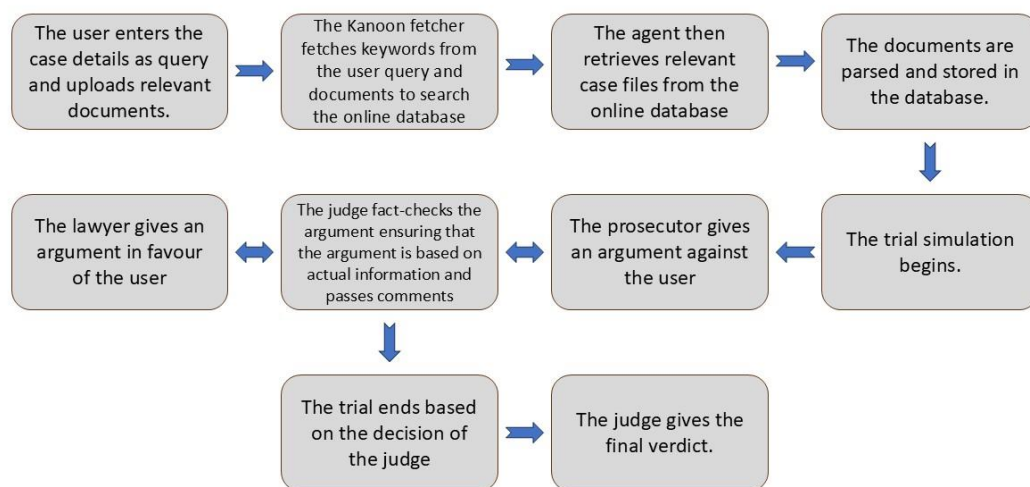 The user enters the
case details as query
and uploads relevant
documents.
The Kanoon fetcher
fetches keywords from
the user query and
documents to search
the online database
The agent then
retrieves relevant
case files from the
online database
The documents are
parsed and stored in
the database.
The trial simulation
begins.
The prosecutor gives
an argument against
the user
The judge fact-checks the
argument ensuring that
the argument is based on
actual information and
passes comments
The lawyer gives an
argument in favour
of the user
The trial ends based
on the decision of
the judge
The judge gives the
final verdict.